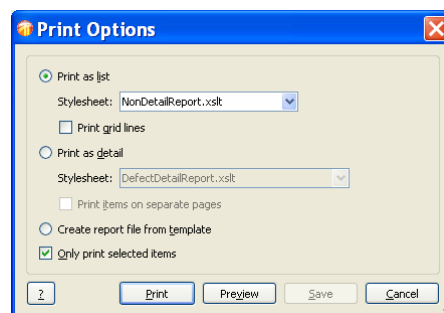 Print Options
Print as list
Stylesheet: NonDetailReport.xslt
Print grid lines
Print as detail
Stylesheet: DefectDetailReport.xslt
Print items on separate pages
Create report file from template
Only print selected items
? Print Preview Save Cancel